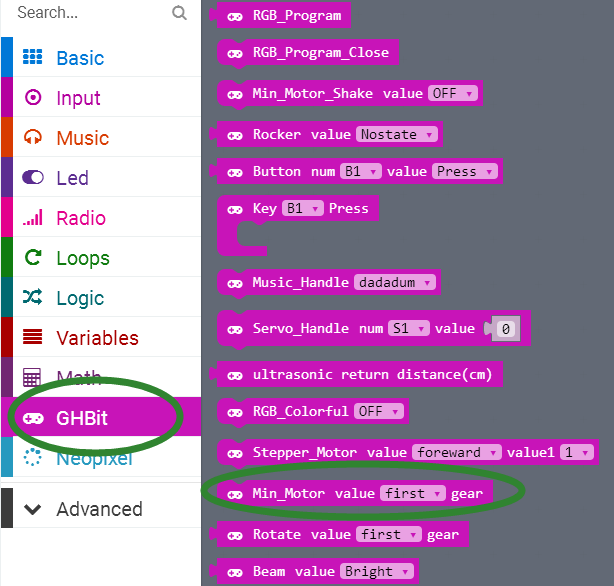 Search...
Basic
Input
Music
Led
Radio
Loops
Logic
Variables
Math
GHBit
Neopixel
Advanced
RGB_Program
RGB_Program_Close
Min_Motor_Shake value OFF
Rocker value Nostate
Button num B1 value Press
Key B1 Press
Music_Handle dadadum
Servo_Handle num S1 value 0
ultrasonic return distance(cm)
RGB_Colorful OFF
Stepper_Motor value foreward value1 1
Min_Motor value first gear
Rotate value first gear
Beam value Bright